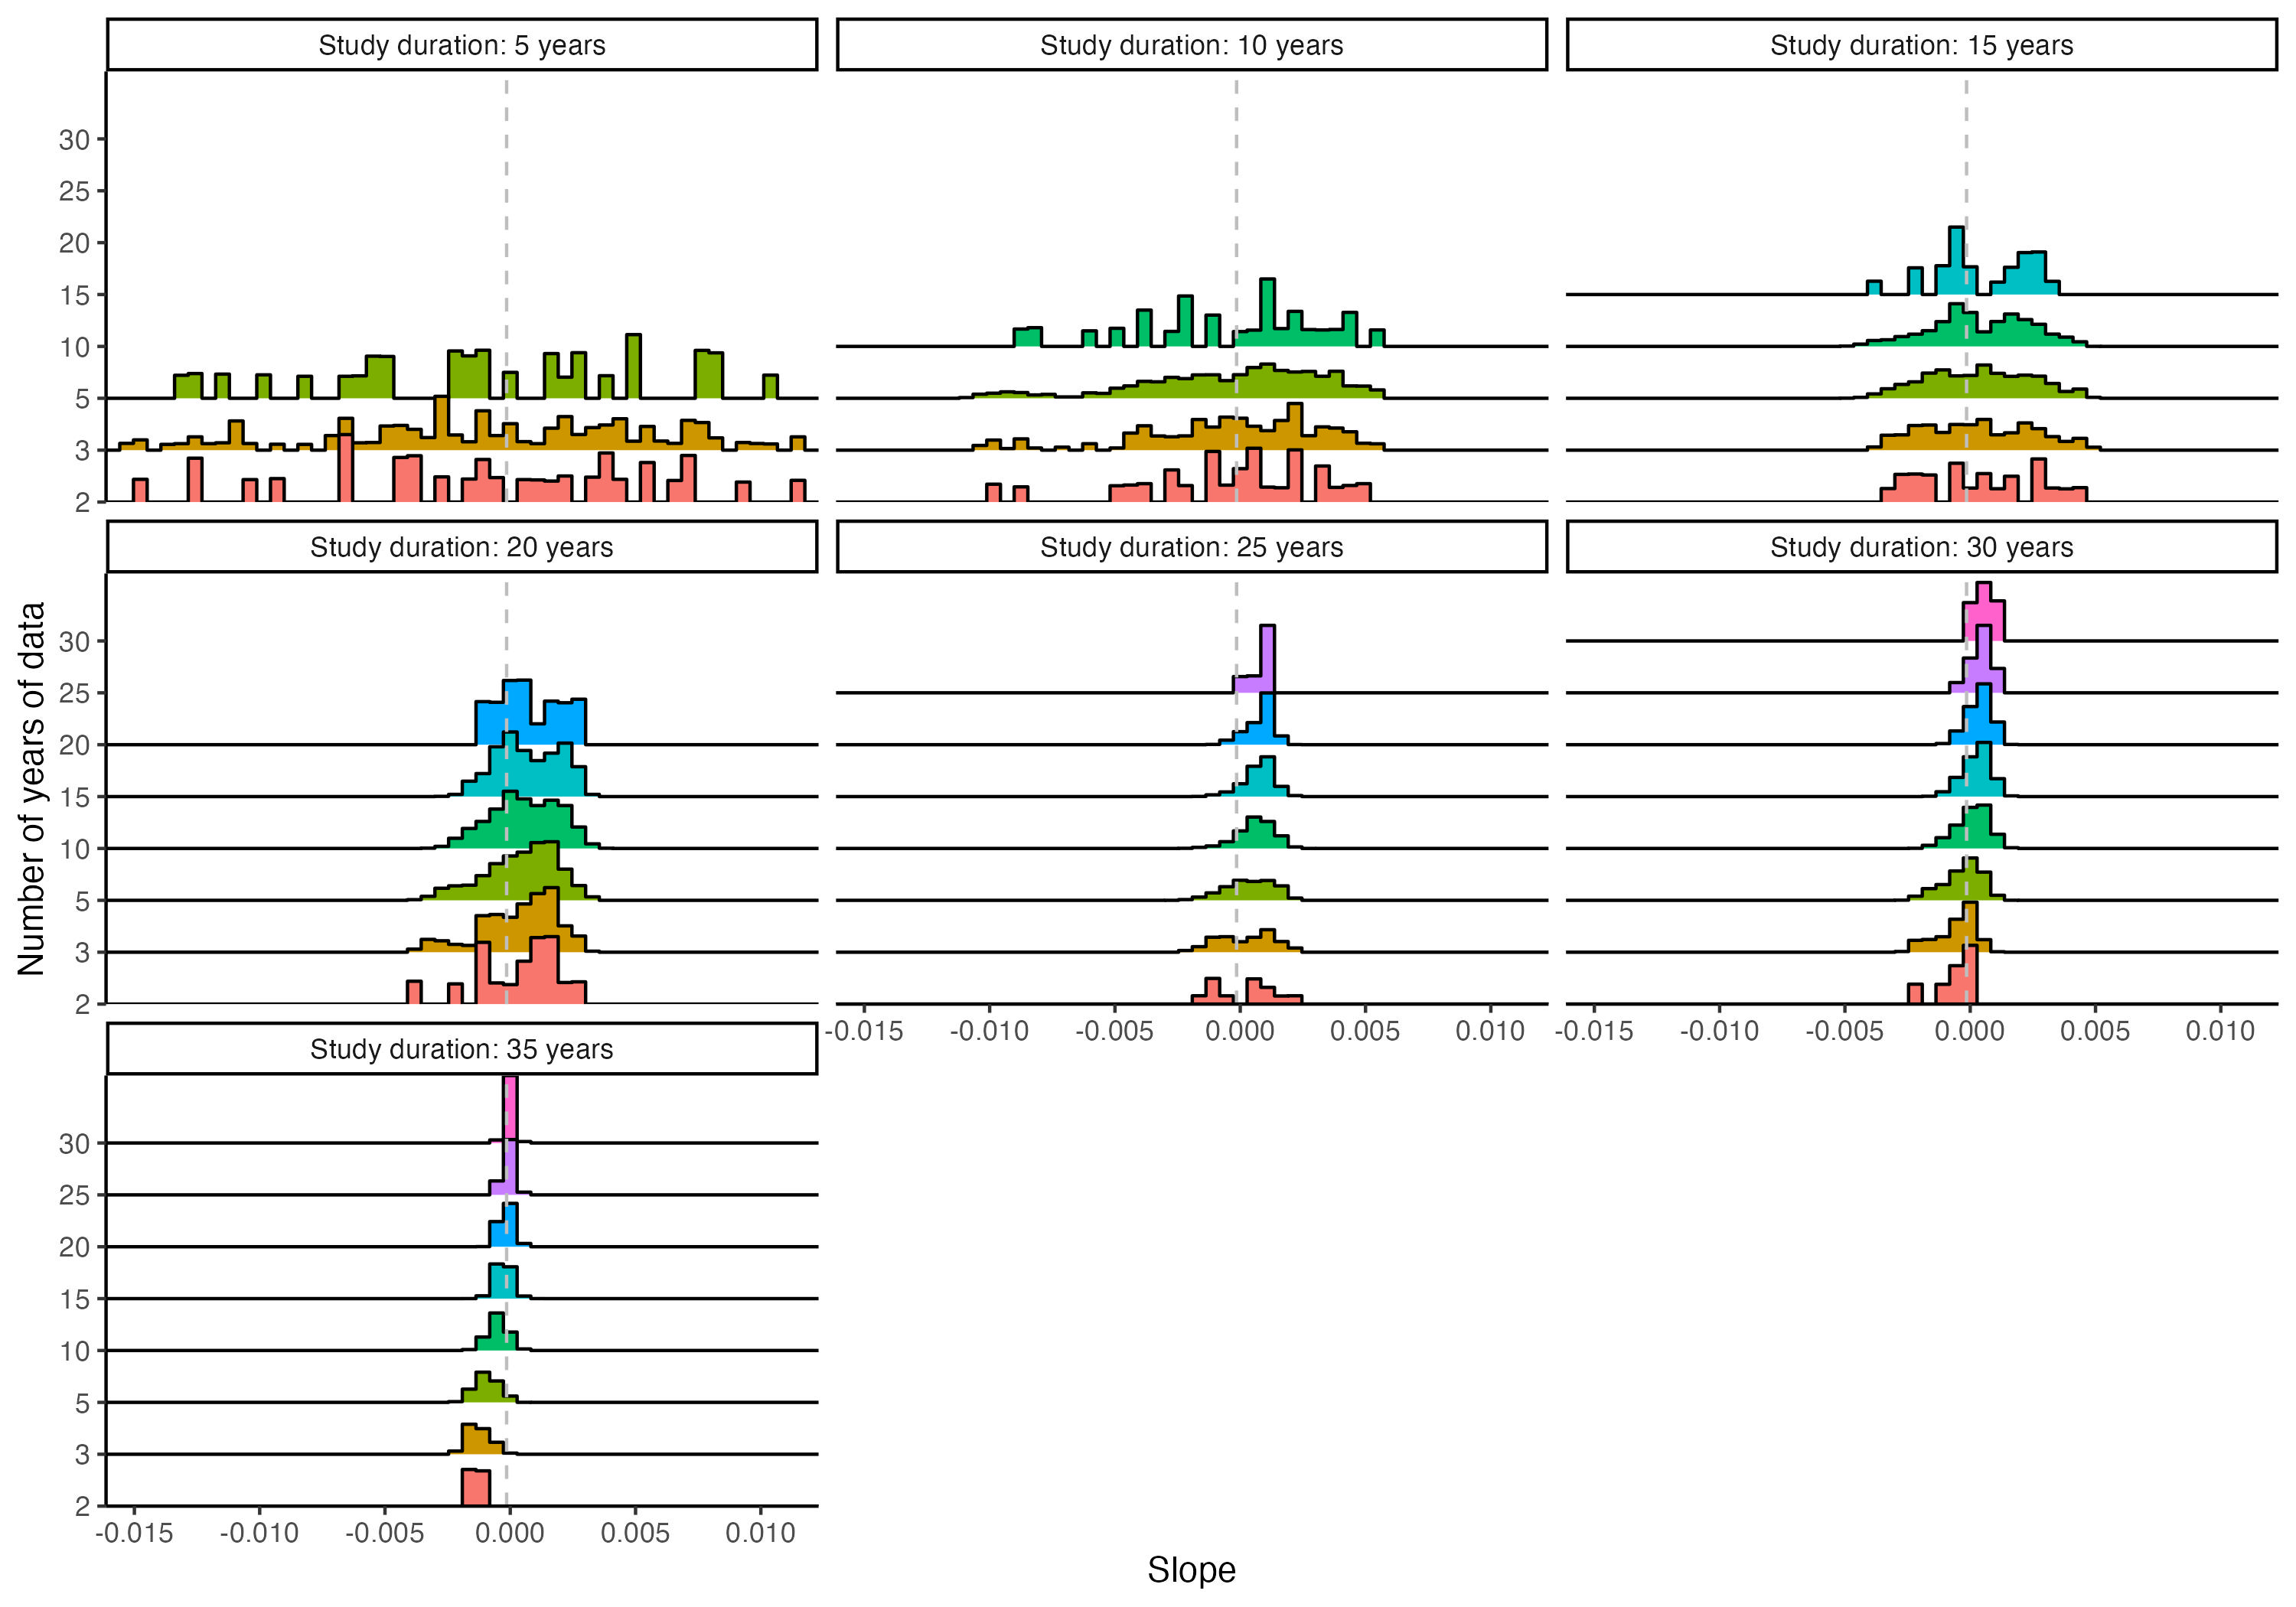 Study duration: 5 years
Study duration: 10 years
Study duration: 15 years
30
25
20
15
10
5
3
2
Study duration: 20 years
Study duration: 25 years
Study duration: 30 years
Number of years of data
30
25
20
15
10
5
3
2
-0.015 -0.010 -0.005 0.000 0.005 0.010
-0.015 -0.010 -0.005 0.000 0.005 0.010
Study duration: 35 years
30
25
20
15
10
5
3
2
-0.015 -0.010 -0.005 0.000 0.005 0.010
Slope